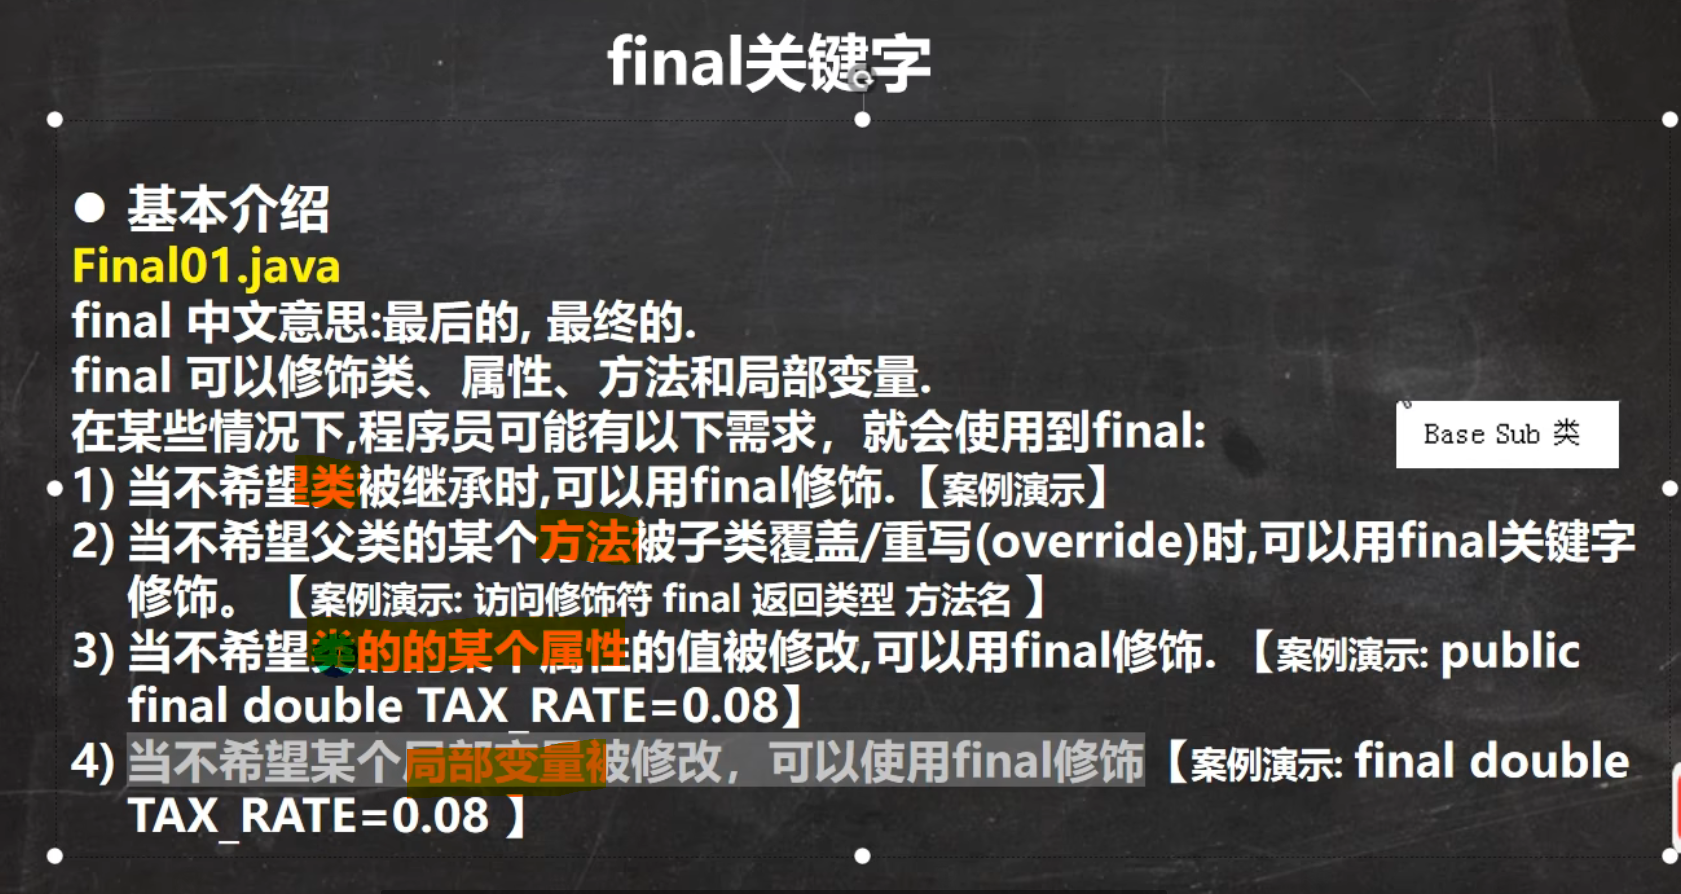 final关键字
● 基本介绍
Final01.java
final 中文意思:最后的, 最终的.
final 可以修饰类、属性、方法和局部变量.
在某些情况下,程序员可能有以下需求，就会使用到final:
Base Sub 类
1) 当不希望类被继承时,可以用final修饰.【案例演示】
2) 当不希望父类的某个方法被子类覆盖/重写(override)时,可以用final关键字
修饰。【案例演示: 访问修饰符 final 返回类型 方法名 】
3) 当不希望类的的某个属性的值被修改,可以用final修饰. 【案例演示: public
final double TAX_RATE=0.08】
4) 当不希望某个局部变量被修改，可以使用final修饰【案例演示: final double
TAX_RATE=0.08 】